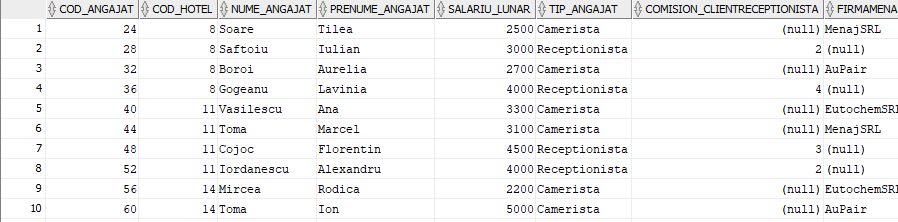 COD_ANGAJAT COD_HOTEL NUME_ANGAJAT PRENUME_ANGAJAT SALARIU_LUNAR TIP_ANGAJAT COMISION_CLIENTRECEPTIONISTA FIRMAMENA
1 24 8 Soare Tilea 2500 Camerista (null) MenajSRL
2 28 8 Saftoiu Iulian 3000 Receptionista 2 (null)
3 32 8 Boroi Aurelia 2700 Camerista (null) AuPair
4 36 8 Gogeanu Lavinia 4000 Receptionista 4 (null)
5 40 11 Vasilescu Ana 3300 Camerista (null) EutochemSRL
6 44 11 Toma Marcel 3100 Camerista (null) MenajSRL
7 48 11 Cojoc Florentin 4500 Receptionista 3 (null)
8 52 11 Iordanescu Alexandru 4000 Receptionista 2 (null)
9 56 14 Mircea Rodica 2200 Camerista (null) EutochemSRL
10 60 14 Toma Ion 5000 Camerista (null) AuPair